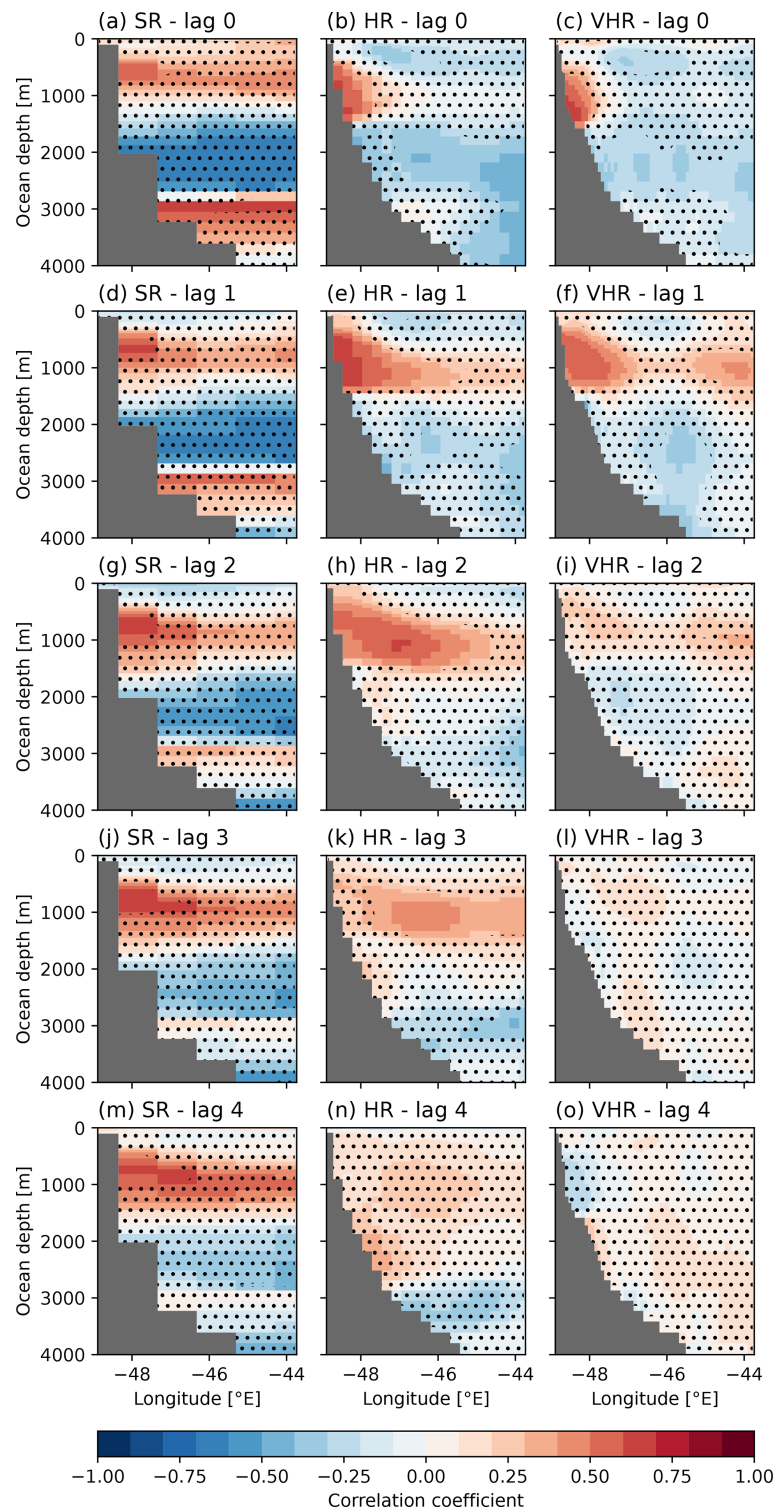 (a) SR - lag 0
(b) HR - lag 0
(c) VHR - lag 0
0
1000
2000
3000
4000
Ocean depth [m]
(d) SR - lag 1
(e) HR - lag 1
(f) VHR - lag 1
0
1000
2000
3000
4000
Ocean depth [m]
(g) SR - lag 2
(h) HR - lag 2
(i) VHR - lag 2
0
1000
2000
3000
4000
Ocean depth [m]
(j) SR - lag 3
(k) HR - lag 3
(l) VHR - lag 3
0
1000
2000
3000
4000
Ocean depth [m]
(m) SR - lag 4
(n) HR - lag 4
(o) VHR - lag 4
0
1000
2000
3000
4000
Ocean depth [m]
−48 −46 −44 −48 −46 −44 −48 −46 −44
Longitude [°E] Longitude [°E] Longitude [°E]
−1.00 −0.75 −0.50 −0.25 0.00 0.25 0.50 0.75 1.00
Correlation coefficient